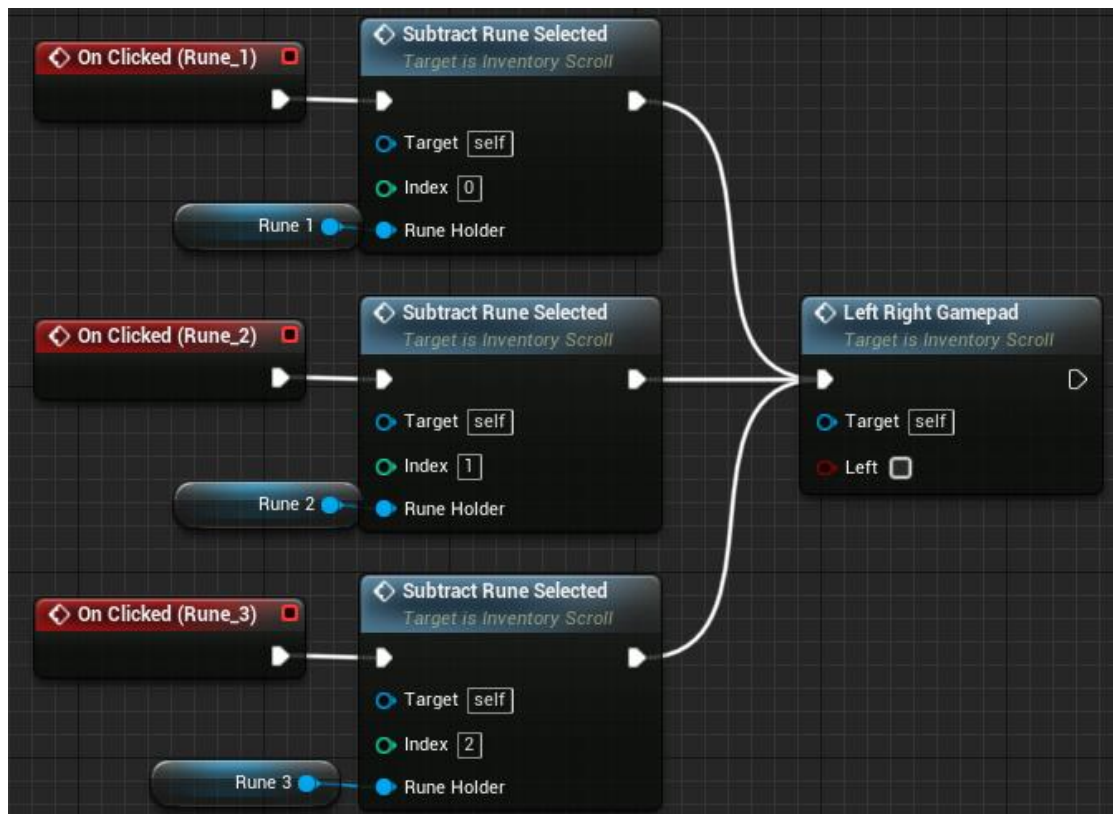 On Clicked (Rune_1)
Subtract Rune Selected
Target is Inventory Scroll
Target self
Index 0
Rune 1
Rune Holder
On Clicked (Rune_2)
Subtract Rune Selected
Target is Inventory Scroll
Target self
Index 1
Rune 2
Rune Holder
Left Right Gamepad
Target is Inventory Scroll
Target self
Left
On Clicked (Rune_3)
Subtract Rune Selected
Target is Inventory Scroll
Target self
Index 2
Rune 3
Rune Holder